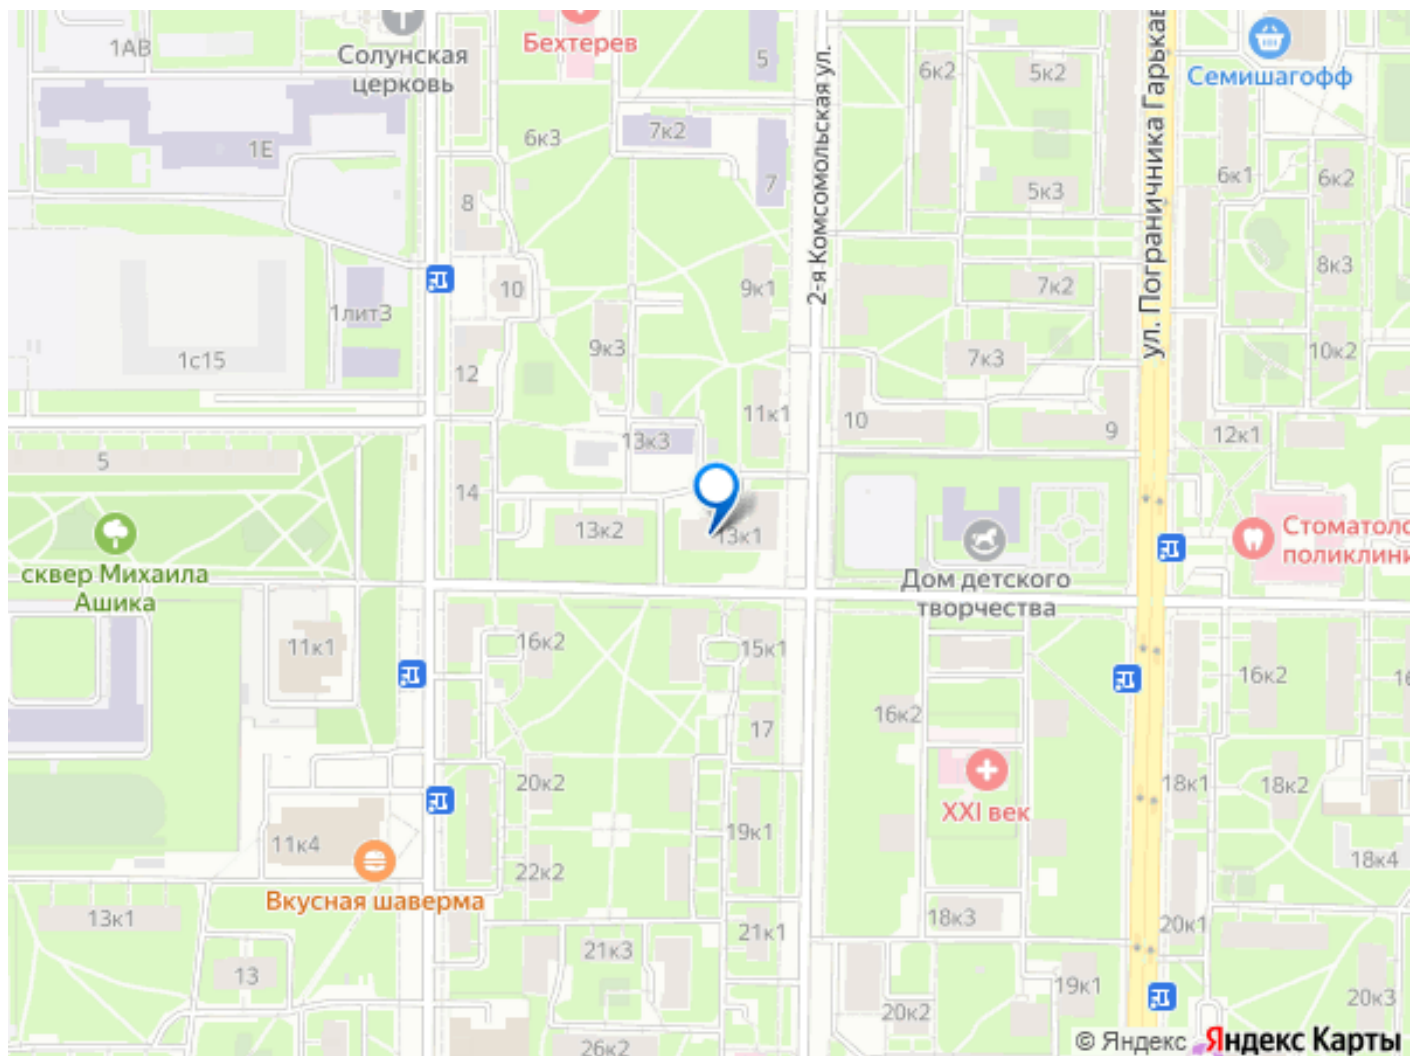 1АВ
Солунская
церковь
Бехтерев
5
2-я Комсомольская ул.
6к2
5к2
ул. Пограничника Гарькав
Семишагофф
1Е
6к3
7к2
7
5к3
6к1
6к2
8
10
9к1
7к2
8к3
1лит3
1с15
9к3
12
7к3
10к2
11к1
10
9
12к1
13к3
5
14
13к2
13к1
сквер Михаила
Ашика
Дом детского
творчества
Стоматоло
поликлини
11к1
16к2
15к1
16к2
16
17
16к2
20к2
XXI век
18к1
18к2
19к1
11к4
22к2
18к4
Вкусная шаверма
13к1
18к3
20к1
21к1
21к3
13
19к1
20к3
20к2
26к2
© Яндекс Яндекс Карты